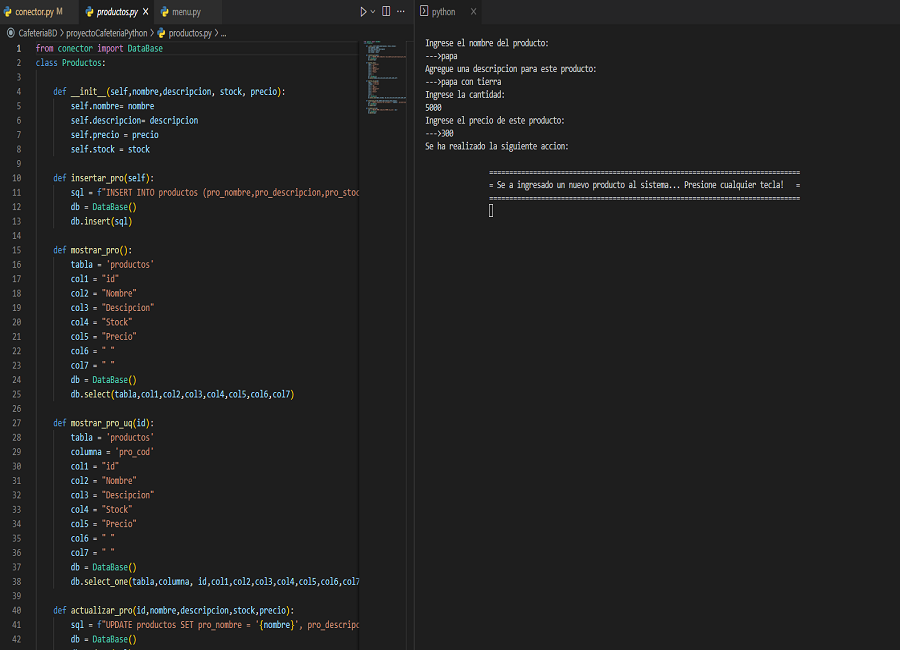 conector.py M
productos.py X
menu.py
python X
CafeteriaBD > proyectoCafeteriaPython > productos.py > ...
1 from conector import DataBase
2 class Productos:
3
4 def __init__(self,nombre,descripcion, stock, precio):
5 self.nombre= nombre
6 self.descripcion= descripcion
7 self.precio = precio
8 self.stock = stock
9
10 def insertar_pro(self):
11 sql = f"INSERT INTO productos (pro_nombre,pro_descripcion,pro_stoc
12 db = DataBase()
13 db.insert(sql)
14
15 def mostrar_pro():
16 tabla = 'productos'
17 col1 = "id"
18 col2 = "Nombre"
19 col3 = "Descipcion"
20 col4 = "Stock"
21 col5 = "Precio"
22 col6 = " "
23 col7 = " "
24 db = DataBase()
25 db.select(tabla,col1,col2,col3,col4,col5,col6,col7)
26
27 def mostrar_pro_uq(id):
28 tabla = 'productos'
29 columna = 'pro_cod'
30 col1 = "id"
31 col2 = "Nombre"
32 col3 = "Descipcion"
33 col4 = "Stock"
34 col5 = "Precio"
35 col6 = " "
36 col7 = " "
37 db = DataBase()
38 db.select_one(tabla,columna, id,col1,col2,col3,col4,col5,col6,col7
39
40 def actualizar_pro(id,nombre,descripcion,stock,precio):
41 sql = f"UPDATE productos SET pro_nombre = '{nombre}', pro_descripc
42 db = DataBase()
Ingrese el nombre del producto:
--->papa
Agregue una descripcion para este producto:
--->papa con tierra
Ingrese la cantidad:
5000
Ingrese el precio de este producto:
--->300
Se ha realizado la siguiente accion:
==============================================================================
= Se a ingresado un nuevo producto al sistema... Presione cualquier tecla! =
==============================================================================